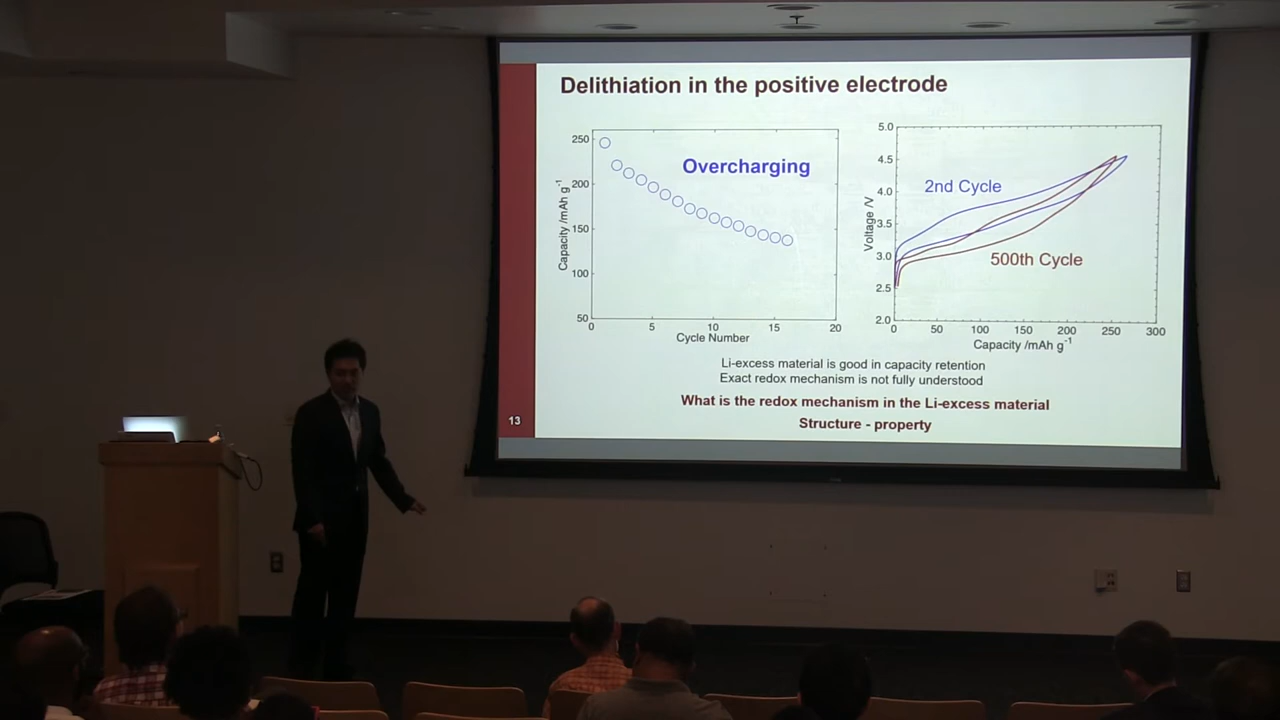 Delithiation in the positive electrode
250
200
150
100
50
0
5
10
15
20
Capacity /mAh g⁻¹
Cycle Number
Overcharging
5.0
4.5
4.0
3.5
3.0
2.5
2.0
0
50
100
150
200
250
300
Voltage /V
Capacity /mAh g⁻¹
2nd Cycle
500th Cycle
Li-excess material is good in capacity retention
Exact redox mechanism is not fully understood
What is the redox mechanism in the Li-excess material
Structure - property
13